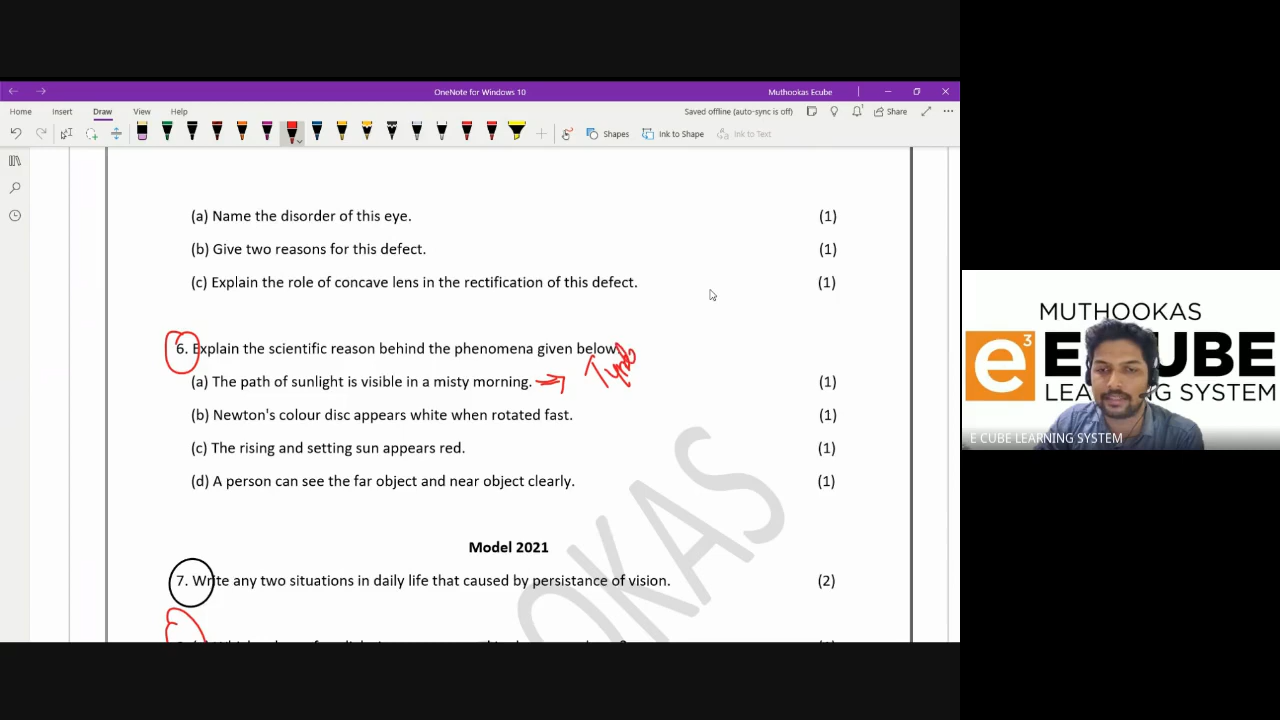 OneNote for Windows 10
Muthookas Ecube
Home Insert Draw View Help
Saved offline (auto-sync is off)
Share
Shapes
Ink to Shape
Ink to Text
(a) Name the disorder of this eye. (1)
(b) Give two reasons for this defect. (1)
(c) Explain the role of concave lens in the rectification of this defect. (1)
6. Explain the scientific reason behind the phenomena given below
(a) The path of sunlight is visible in a misty morning. (1)
(b) Newton's colour disc appears white when rotated fast. (1)
(c) The rising and setting sun appears red. (1)
(d) A person can see the far object and near object clearly. (1)
Model 2021
7. Write any two situations in daily life that caused by persistance of vision. (2)
OKAS
MUTHOOKAS
e3
E CUBE LEARNING SYSTEM